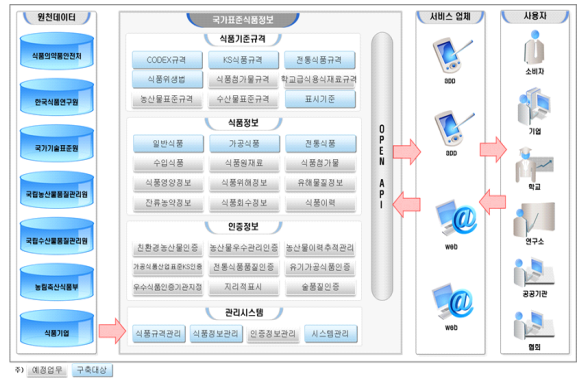 원천데이터
식품의약품안전처
한국식품연구원
국가기술표준원
국립농산물품질관리원
국립수산물품질관리원
농림축산식품부
식품기업
국가표준식품정보
식품기준규격
CODEX규격 KS식품규격 전통식품규격
식품위생법 식품첨가물규격 학교급식용식재료규격
농산물표준규격 수산물표준규격 표시기준
식품정보
일반식품 가공식품 전통식품
수입식품 식품원재료 식품첨가물
식품영양정보 식품위해정보 유해물질정보
잔류농약정보 식품회수정보 식품이력
인증정보
친환경농산물인증 농산물우수관리인증 농산물이력추적관리
가공식품산업표준KS인증 전통식품품질인증 유기가공식품인증
우수식품인증기관지정 지리적표시 술품질인증
관리시스템
식품규격관리 식품정보관리 인증정보관리 시스템관리
OPEN API
서비스 업체
DDD
DDD
web
web
사용자
소비자
기업
학교
연구소
공공기관
협회
주) 예정업무 구축대상